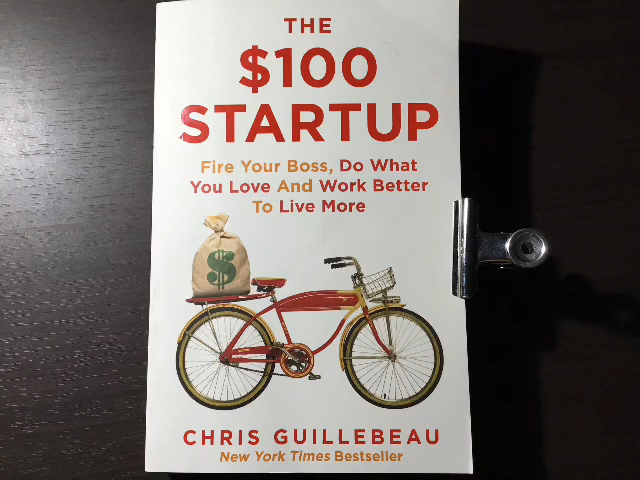 THE
$100
STARTUP
Fire Your Boss, Do What
You Love And Work Better
To Live More
$
CHRIS GUILLEBEAU
New York Times Bestseller